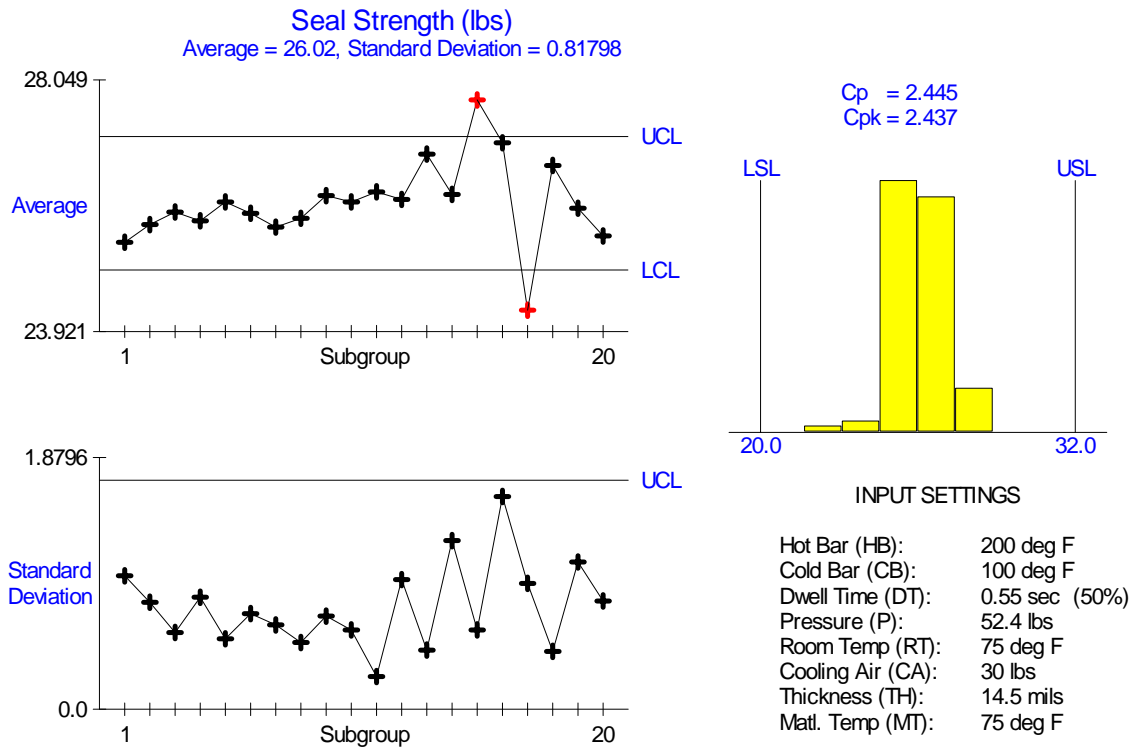 Seal Strength (lbs)
Average = 26.02, Standard Deviation = 0.81798
28.049
UCL
Average
LCL
23.921
1 Subgroup 20
1.8796
UCL
Standard
Deviation
0.0
1 Subgroup 20
Cp = 2.445
Cpk = 2.437
LSL USL
20.0 32.0
INPUT SETTINGS
Hot Bar (HB): 200 deg F
Cold Bar (CB): 100 deg F
Dwell Time (DT): 0.55 sec (50%)
Pressure (P): 52.4 lbs
Room Temp (RT): 75 deg F
Cooling Air (CA): 30 lbs
Thickness (TH): 14.5 mils
Matl. Temp (MT): 75 deg F